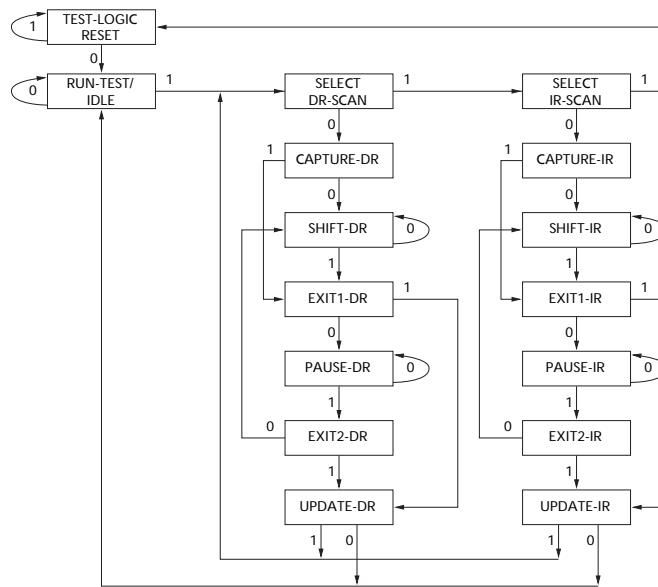 TEST-LOGIC
RESET
1
0
RUN-TEST/
IDLE
0
1
SELECT
DR-SCAN
1
SELECT
IR-SCAN
1
0
0
1
CAPTURE-DR
1
CAPTURE-IR
0
0
SHIFT-DR
0
SHIFT-IR
0
1
1
EXIT1-DR
1
EXIT1-IR
1
0
0
PAUSE-DR
0
PAUSE-IR
0
1
1
0
EXIT2-DR
0
EXIT2-IR
1
1
UPDATE-DR
UPDATE-IR
1
0
1
0